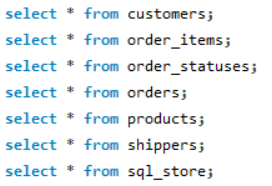 select * from customers;
select * from order_items;
select * from order_statuses;
select * from orders;
select * from products;
select * from shippers;
select * from sql_store;